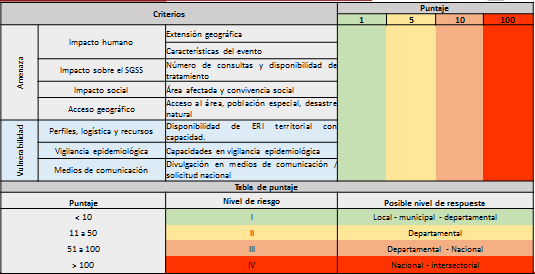 Criterios
Puntaje
1 5 10 100
Amenaza
Impacto humano
Extensión geográfica
Características del evento
Impacto sobre el SGSS
Número de consultas y disponibilidad de
tratamiento
Impacto social
Área afectada y convivencia social
Acceso geográfico
Acceso al área, población especial, desastre
natural
Vulnerabilidad
Perfiles, logística y recursos
Disponibilidad de ERI territorial con
capacidad.
Vigilancia epidemiológica
Capacidades en vigilancia epidemiológica
Medios de comunicación
Divulgación en medios de comunicación /
solicitud nacional
Tabla de puntaje
Puntaje Nivel de riesgo Posible nivel de respuesta
< 10 I Local - municipal - departamental
11 a 50 II Departamental
51 a 100 III Departamental - Nacional
> 100 IV Nacional - intersectorial